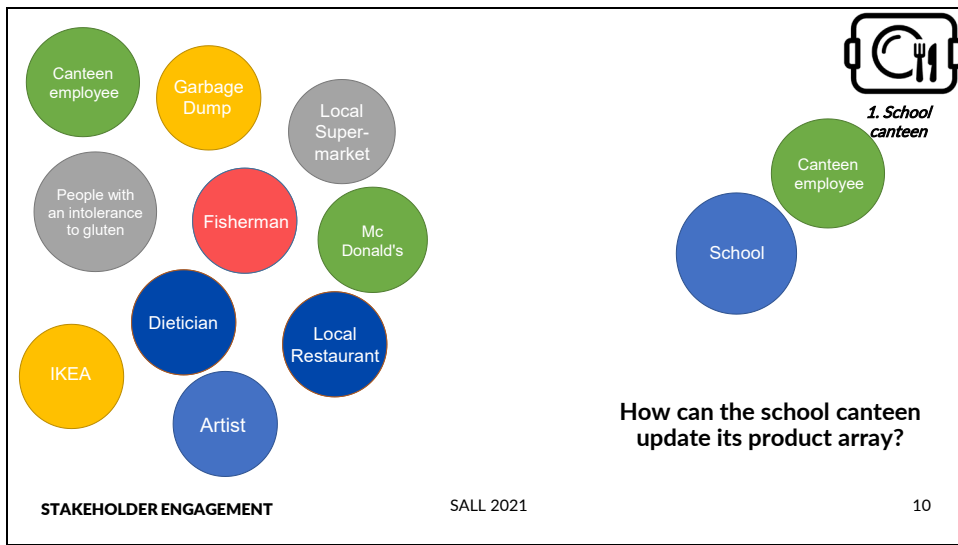 Canteen
employee
Garbage
Dump
Local
Super-
market
People with
an intolerance
to gluten
Fisherman
Mc
Donald's
Dietician
Local
Restaurant
IKEA
Artist
1. School
canteen
Canteen
employee
School
How can the school canteen
update its product array?
STAKEHOLDER ENGAGEMENT
SALL 2021
10